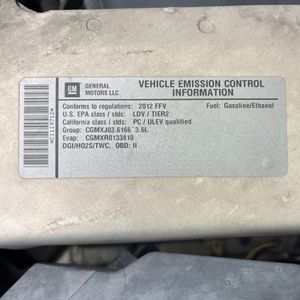 GM
GENERAL
MOTORS LLC
VEHICLE EMISSION CONTROL
INFORMATION
Conforms to regulations: 2012 FFV
Fuel: Gasoline/Ethanol
U.S. EPA class / stds: LDV / TIER2
California class / stds: PC / ULEV qualified
Group: CGMXJ03.6166 3.6L
Evap: CGMXR0133810
DGI/HO2S/TWC, OBD: II